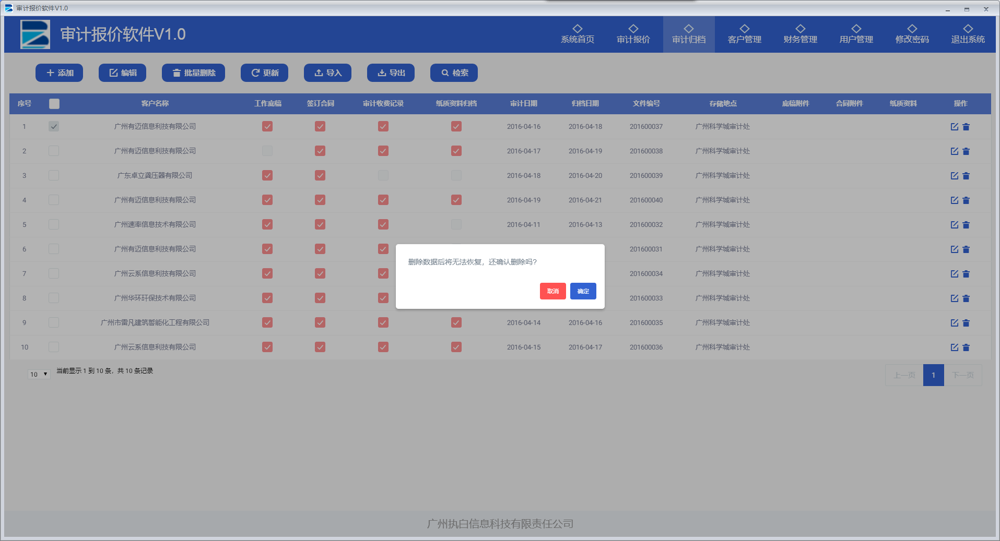 审计报价软件V1.0
审计报价软件V1.0
系统首页 审计报价 审计归档 客户管理 财务管理 用户管理 修改密码 退出系统
添加 编辑 批量删除 更新 导入 导出 检索
序号 客户名称 工作底稿 签订合同 审计收费记录 纸质资料归档 审计日期 归档日期 文件编号 存储地点 底稿附件 合同附件 纸质资料 操作
1 广州有迈信息利技有限公司 2016-04-16 2016-04-18 201600037 广州科学城审计处
2 广州有迈信息利技有限公司 2016-04-17 2016-04-19 201600038 广州科学城审计处
3 广东卓立龚压器有限公司 2016-04-18 2016-04-20 201600039 广州科学城审计处
4 广州有迈信息利技有限公司 2016-04-19 2016-04-21 201600040 广州科学城审计处
5 广州速率信息技术有限公司 2016-04-11 2016-04-13 201600032 广州科学城审计处
6 广州有迈信息利技有限公司 201600031 广州科学城审计处
7 广州云系信息利技有限公司 201600034 广州科学城审计处
8 广州华环玕保技术有限公司 201600033 广州科学城审计处
9 广州市雷凡建筑暂能化工程有限公司 2016-04-14 2016-04-16 201600035 广州科学城审计处
10 广州云系信息利技有限公司 2016-04-15 2016-04-17 201600036 广州科学城审计处
删除数据后将无法恢复，还确认删除吗?
取消 确定
10 当前显示 1 到 10 条，共 10 条记录
上一页 1 下一页
广州执白信息科技有限责任公司